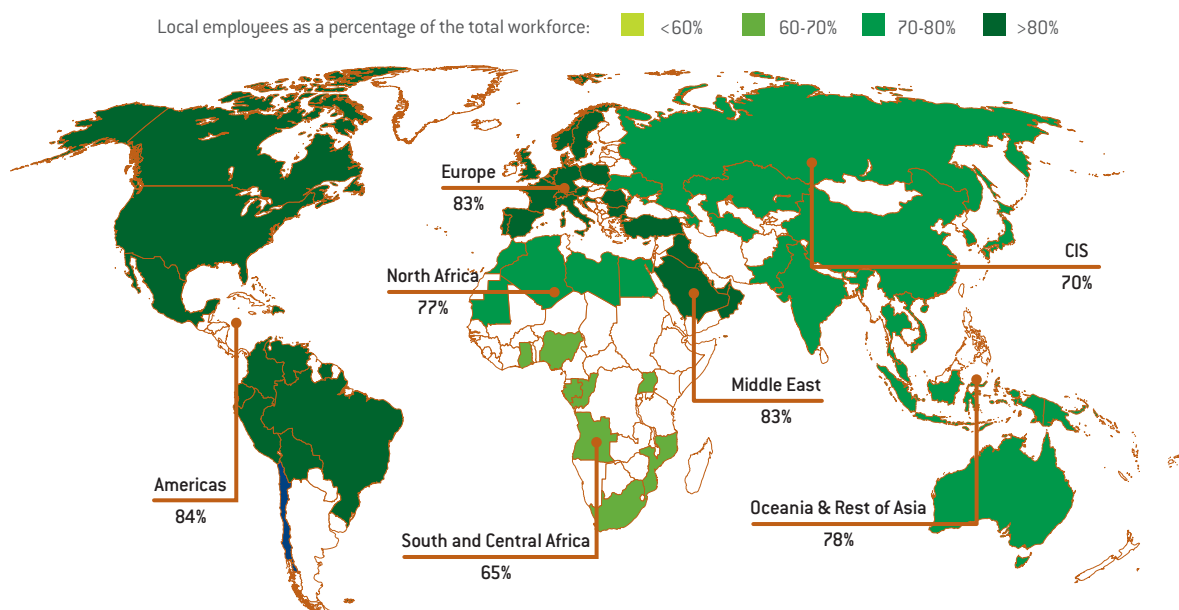 Local employees as a percentage of the total workforce: <60% 60-70% 70-80% >80%
Europe
83%
North Africa
77%
CIS
70%
Middle East
83%
Americas
84%
Oceania & Rest of Asia
78%
South and Central Africa
65%